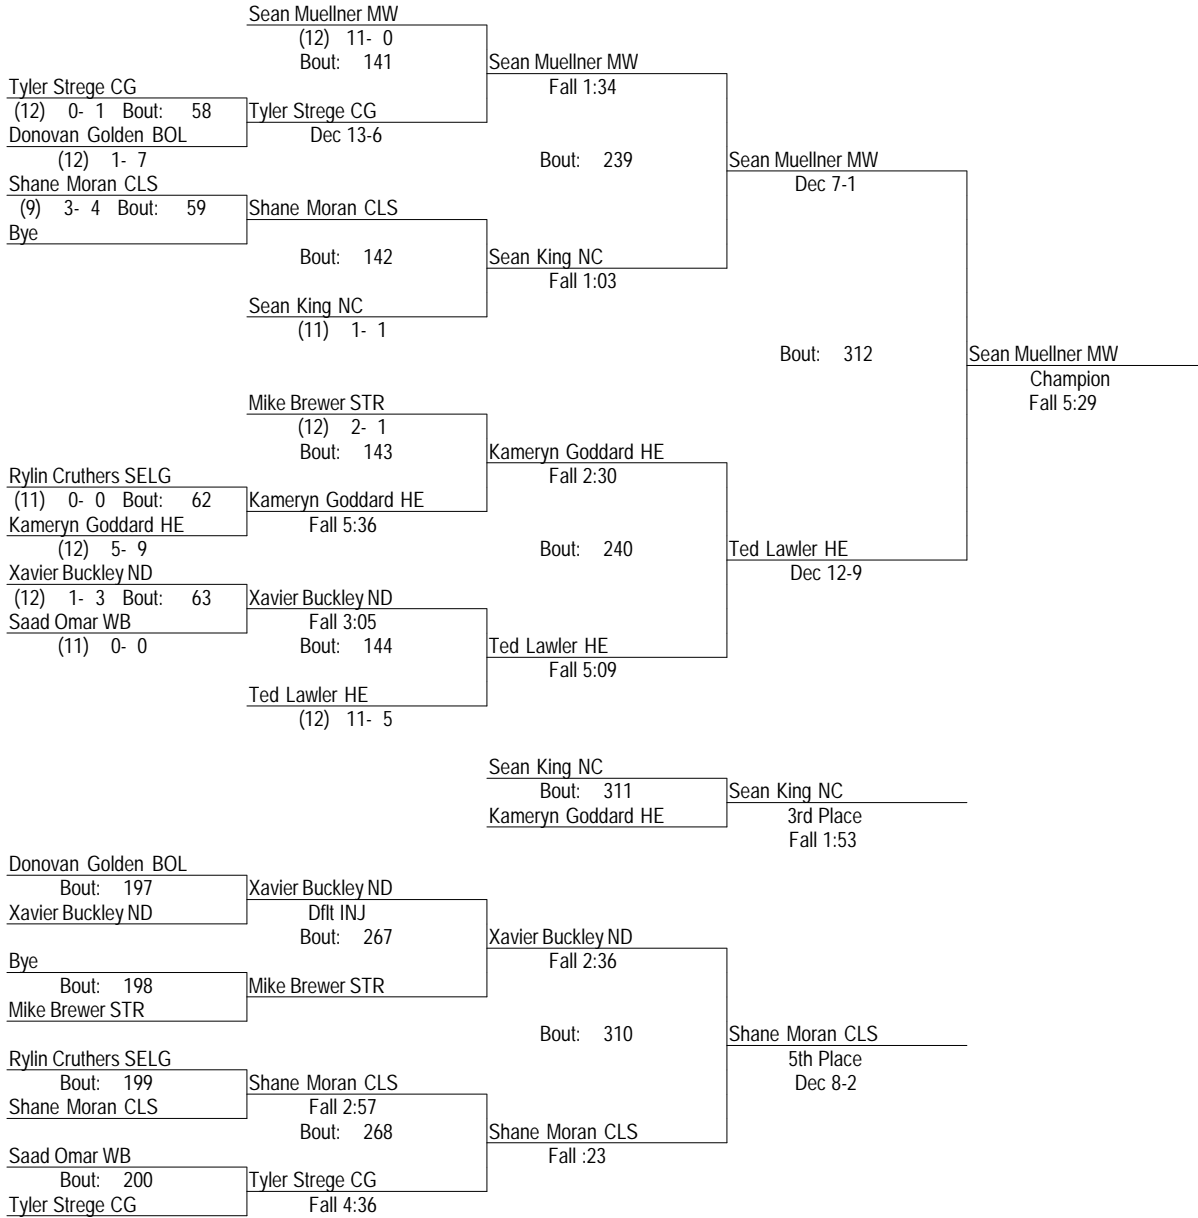 Sean Muellner MW
(12) 11- 0
Bout: 141
Sean Muellner MW
Fall 1:34
Tyler Strege CG
(12) 0- 1 Bout: 58
Tyler Strege CG
Donovan Golden BOL
Dec 13-6
(12) 1- 7
Bout: 239
Sean Muellner MW
Shane Moran CLS
Dec 7-1
(9) 3- 4 Bout: 59
Shane Moran CLS
Bye
Bout: 142
Sean King NC
Fall 1:03
Sean King NC
(11) 1- 1
Bout: 312
Sean Muellner MW
Champion
Fall 5:29
Mike Brewer STR
(12) 2- 1
Bout: 143
Kameryn Goddard HE
Fall 2:30
Rylin Cruthers SELG
(11) 0- 0 Bout: 62
Kameryn Goddard HE
Kameryn Goddard HE
Fall 5:36
(12) 5- 9
Bout: 240
Ted Lawler HE
Xavier Buckley ND
Dec 12-9
(12) 1- 3 Bout: 63
Xavier Buckley ND
Saad Omar WB
Fall 3:05
(11) 0- 0
Bout: 144
Ted Lawler HE
Fall 5:09
Ted Lawler HE
(12) 11- 5
Sean King NC
Bout: 311
Sean King NC
Kameryn Goddard HE
3rd Place
Fall 1:53
Donovan Golden BOL
Bout: 197
Xavier Buckley ND
Xavier Buckley ND
Dflt INJ
Bout: 267
Xavier Buckley ND
Bye
Fall 2:36
Bout: 198
Mike Brewer STR
Mike Brewer STR
Bout: 310
Shane Moran CLS
Rylin Cruthers SELG
5th Place
Bout: 199
Shane Moran CLS
Dec 8-2
Shane Moran CLS
Fall 2:57
Bout: 268
Shane Moran CLS
Saad Omar WB
Fall :23
Bout: 200
Tyler Strege CG
Tyler Strege CG
Fall 4:36